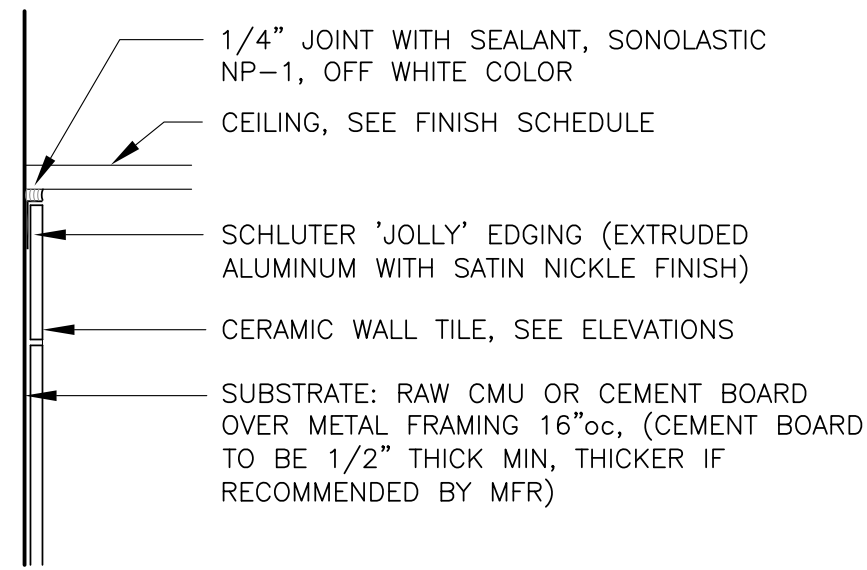 1/4" JOINT WITH SEALANT, SONOLASTIC
NP-1, OFF WHITE COLOR
CEILING, SEE FINISH SCHEDULE
SCHLUTER 'JOLLY' EDGING (EXTRUDED
ALUMINUM WITH SATIN NICKLE FINISH)
CERAMIC WALL TILE, SEE ELEVATIONS
SUBSTRATE: RAW CMU OR CEMENT BOARD
OVER METAL FRAMING 16"oc, (CEMENT BOARD
TO BE 1/2" THICK MIN, THICKER IF
RECOMMENDED BY MFR)